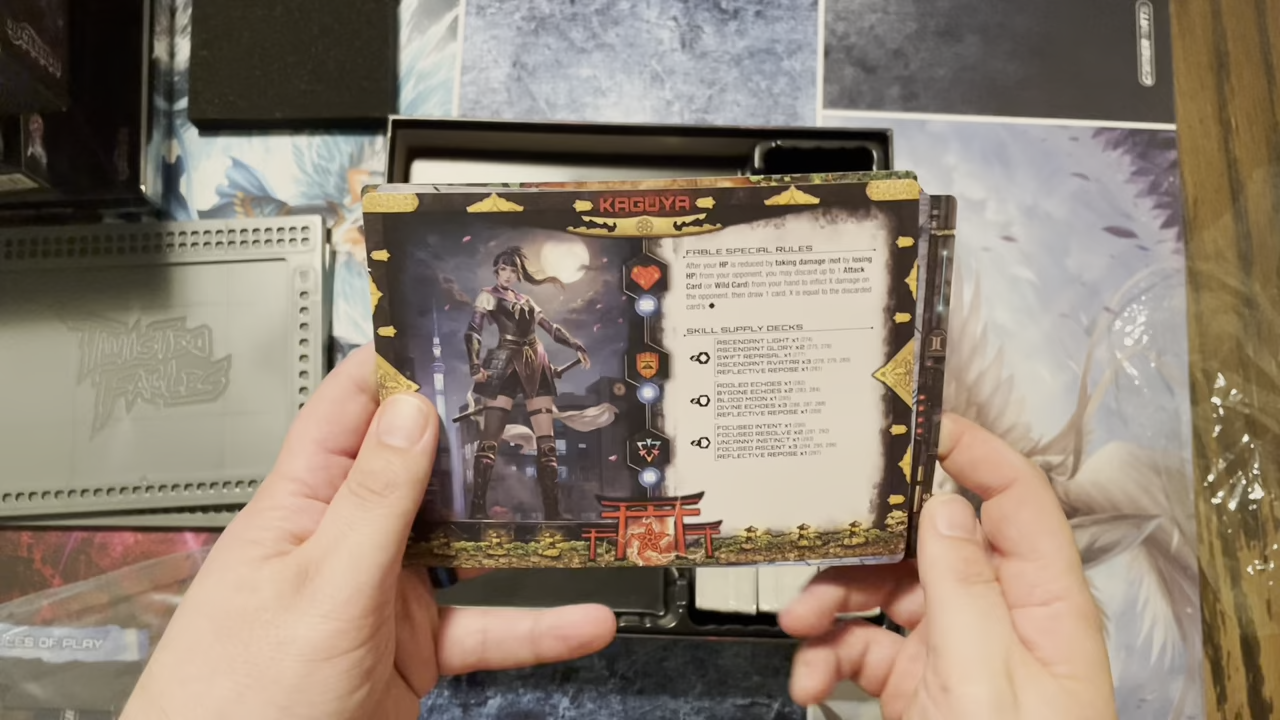 KAGUYA
FABLE SPECIAL RULES
After your HP is reduced by taking damage (not by losing
HP) from your opponent, you may discard up to 1 Attack
Card (or Wild Card) from your hand to inflict X damage on
the opponent, then draw 1 card. X is equal to the discarded
card's
SKILL SUPPLY DECKS
ASCENDANT LIGHT x1
ASCENDANT GLORY x2
SWIFT REPRISAL x1
ASCENDANT AVATAR x3
REFLECTIVE REPOSE x1
ADDLED ECHOES x1
BYGONE ECHOES x2
BLOOD MOON x1
DIVINE ECHOES x3
REFLECTIVE REPOSE x1
FOCUSED INTENT x1
FOCUSED RESOLVE x2
UNCANNY INSTINCT x1
FOCUSED ASCENT x3
REFLECTIVE REPOSE x1
TWISTED
FABLES
OF PLAY